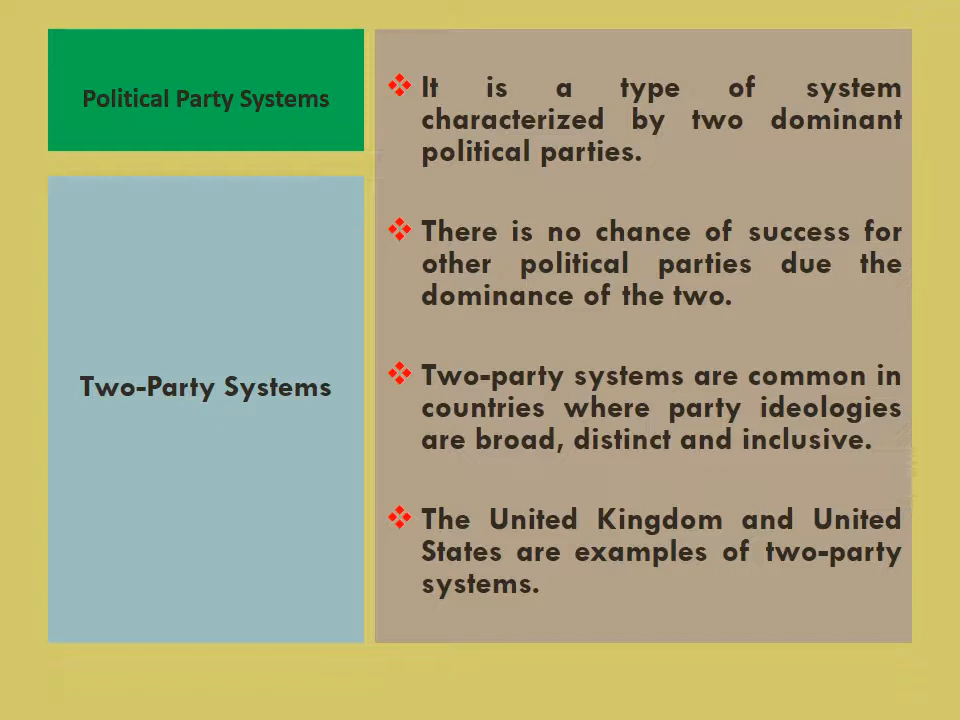 Political Party Systems
Two-Party Systems
It is a type of system
characterized by two dominant
political parties.
There is no chance of success for
other political parties due the
dominance of the two.
Two-party systems are common in
countries where party ideologies
are broad, distinct and inclusive.
The United Kingdom and United
States are examples of two-party
systems.